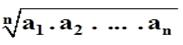 ⁿ√a₁ . a₂ . ... . aₙ